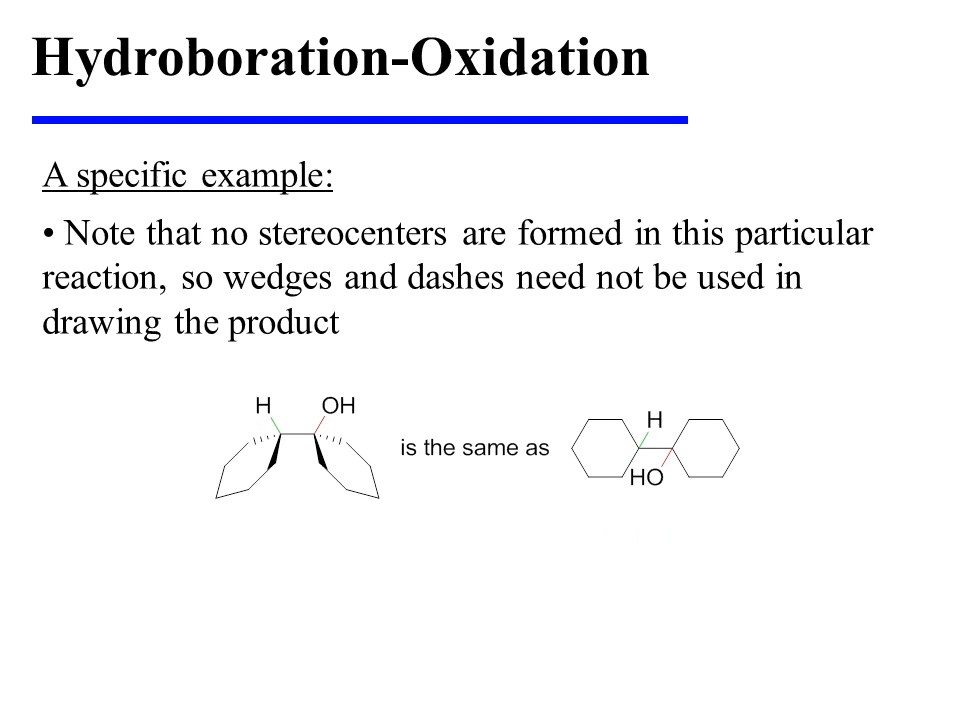 Hydroboration-Oxidation
A specific example:
• Note that no stereocenters are formed in this particular
reaction, so wedges and dashes need not be used in
drawing the product
H OH
is the same as
H
HO